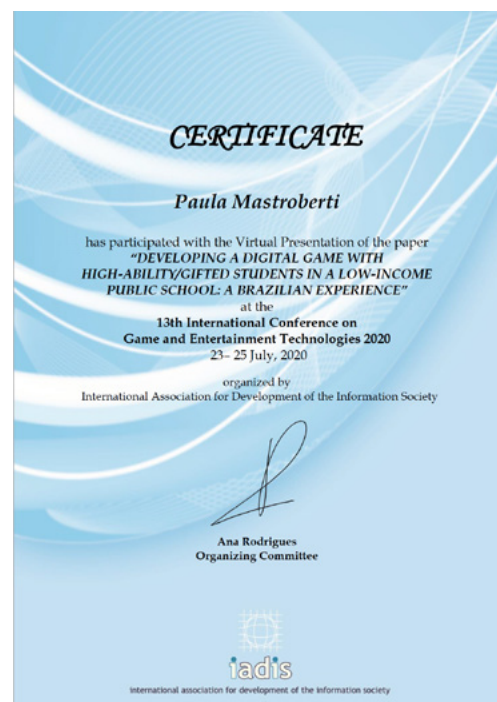 CERTIFICATE
Paula Mastroberti
has participated with the Virtual Presentation of the paper
"DEVELOPING A DIGITAL GAME WITH
HIGH-ABILITY/GIFTED STUDENTS IN A LOW-INCOME
PUBLIC SCHOOL: A BRAZILIAN EXPERIENCE"
at the
13th International Conference on
Game and Entertainment Technologies 2020
23– 25 July, 2020
organized by
International Association for Development of the Information Society
Ana Rodrigues
Organizing Committee
iadis
international association for development of the information society